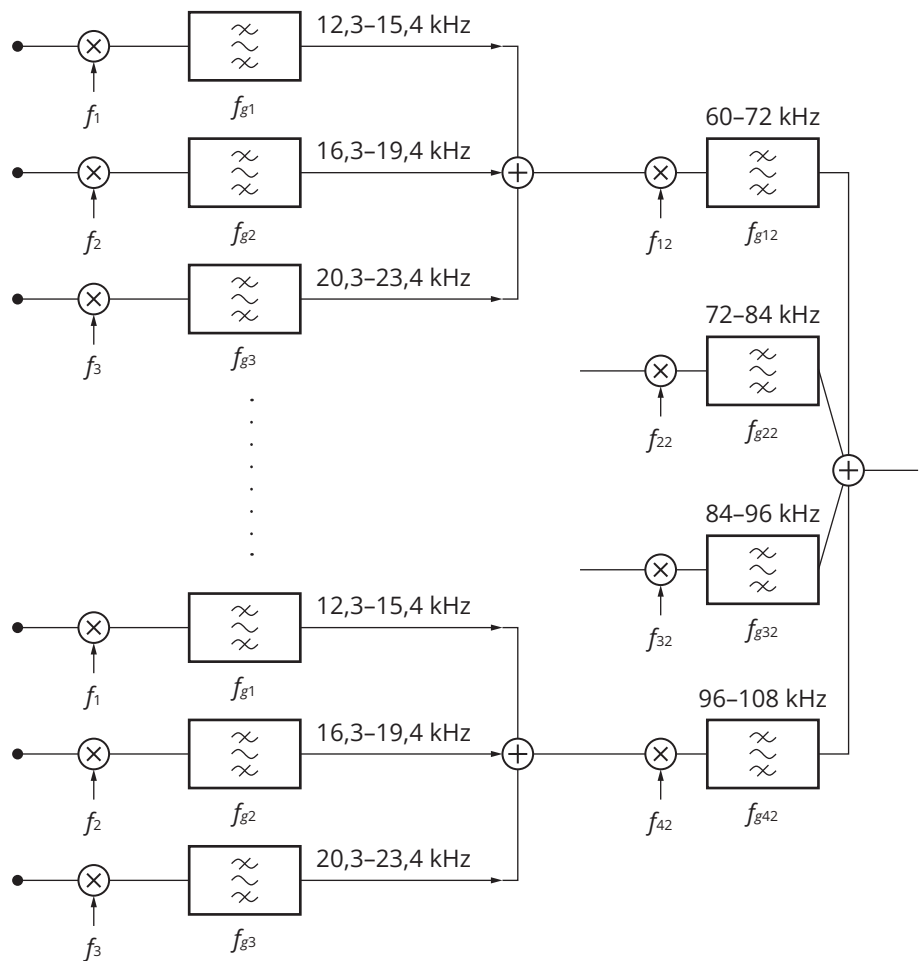 12,3–15,4 kHz
f1
fg1
16,3–19,4 kHz
f2
fg2
20,3–23,4 kHz
f3
fg3
60–72 kHz
f12
fg12
72–84 kHz
f22
fg22
84–96 kHz
f32
fg32
12,3–15,4 kHz
f1
fg1
16,3–19,4 kHz
f2
fg2
20,3–23,4 kHz
f3
fg3
96–108 kHz
f42
fg42